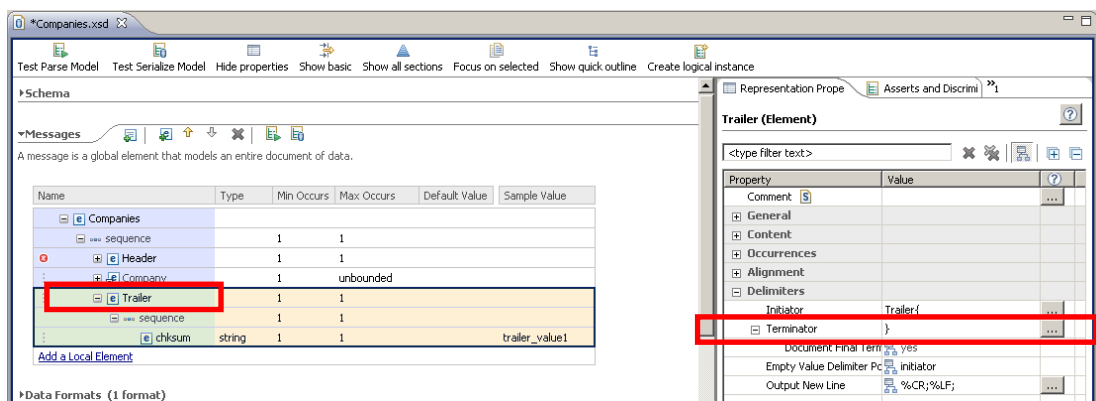 *Companies.xsd
Test Parse Model Test Serialize Model Hide properties Show basic Show all sections Focus on selected Show quick outline Create logical instance
Schema
Messages
A message is a global element that models an entire document of data.
Name Type Min Occurs Max Occurs Default Value Sample Value
e Companies
sequence 1 1
e Header 1 1
e Company 1 unbounded
e Trailer 1 1
sequence 1 1
e chksum string 1 1 trailer_value1
Add a Local Element
Data Formats (1 format)
Representation Prope Asserts and Discrimi »1
Trailer (Element) ?
<type filter text>
Property Value ?
Comment S ...
General
Content
Occurrences
Alignment
Delimiters
Initiator Trailer{ ...
Terminator } ...
Document Final Term yes
Empty Value Delimiter Po initiator
Output New Line %CR;%LF; ...